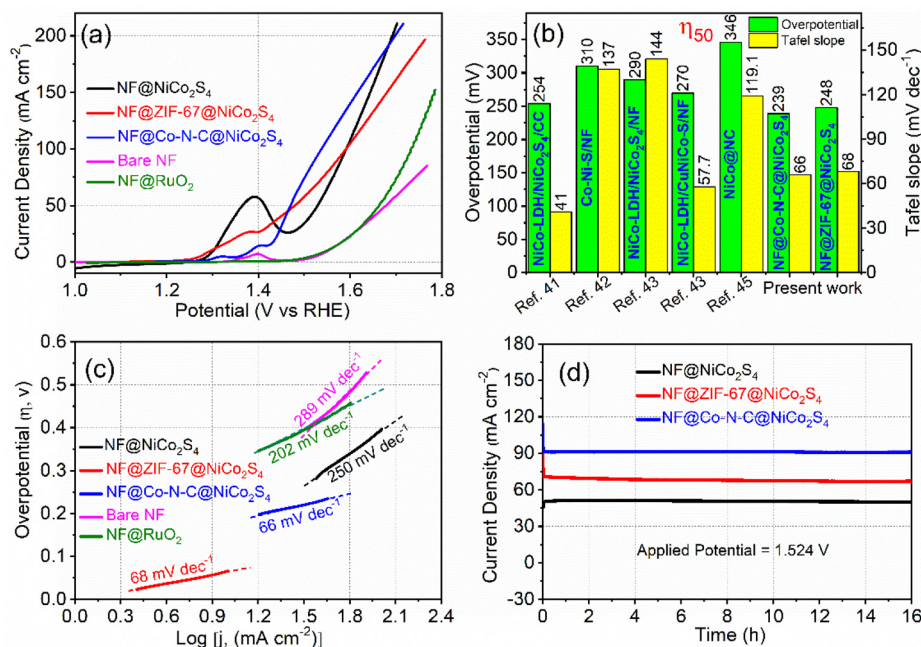 (a)
NF@NiCo₂S₄
NF@ZIF-67@NiCo₂S₄
NF@Co-N-C@NiCo₂S₄
Bare NF
NF@RuO₂
200
150
100
50
0
Current Density (mA cm⁻²)
1.0 1.2 1.4 1.6 1.8
Potential (V vs RHE)
(b)
η₅₀
Overpotential
Tafel slope
350
300
250
200
150
100
50
0
Overpotential (mV)
150
120
90
60
30
0
Tafel slope (mV dec⁻¹)
254
41
310
137
290
144
270
57.7
346
119.1
239
66
248
68
NiCo-LDH/NiCo₂S₄/CC
Co-Ni-S/NF
NiCo-LDH/NiCo₂S₄/NF
NiCo-LDH/CuNiCo-S/NF
NiCo@NC
NF@Co-N-C@NiCo₂S₄
NF@ZIF-67@NiCo₂S₄
Ref. 41
Ref. 42
Ref. 43
Ref. 43
Ref. 45
Present work
(c)
NF@NiCo₂S₄
NF@ZIF-67@NiCo₂S₄
NF@Co-N-C@NiCo₂S₄
Bare NF
NF@RuO₂
289 mV dec⁻¹
202 mV dec⁻¹
250 mV dec⁻¹
66 mV dec⁻¹
68 mV dec⁻¹
0.6
0.5
0.4
0.3
0.2
0.1
0.0
Overpotential (η, v)
0.0 0.3 0.6 0.9 1.2 1.5 1.8 2.1 2.4
Log [j, (mA cm⁻²)]
(d)
NF@NiCo₂S₄
NF@ZIF-67@NiCo₂S₄
NF@Co-N-C@NiCo₂S₄
Applied Potential = 1.524 V
180
150
120
90
60
30
0
-30
Current Density (mA cm⁻²)
0 2 4 6 8 10 12 14 16
Time (h)